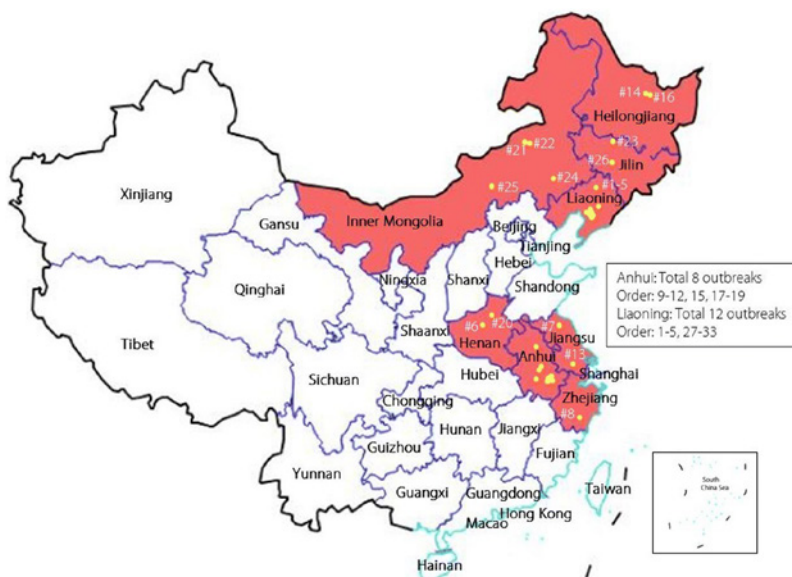 #14
#16
Heilongjiang
#23
#22
#21
#26
Jilin
#24
#1-5
#25
Liaoning
Xinjiang
Inner Mongolia
Gansu
Beijing
Tianjing
Hebei
Ningxia
Shanxi
Shandong
Qinghai
Anhui: Total 8 outbreaks
Order: 9-12, 15, 17-19
Liaoning: Total 12 outbreaks
Order: 1-5, 27-33
#6
#20
#7
Shaanxi
Henan
Jiangsu
Tibet
Anhui
#13
Hubei
Shanghai
Sichuan
Chongqing
Zhejiang
#8
Hunan
Jiangxi
Guizhou
Fujian
Yunnan
Guangxi
Guangdong
Taiwan
Hong Kong
Macao
Hainan
South
China Sea